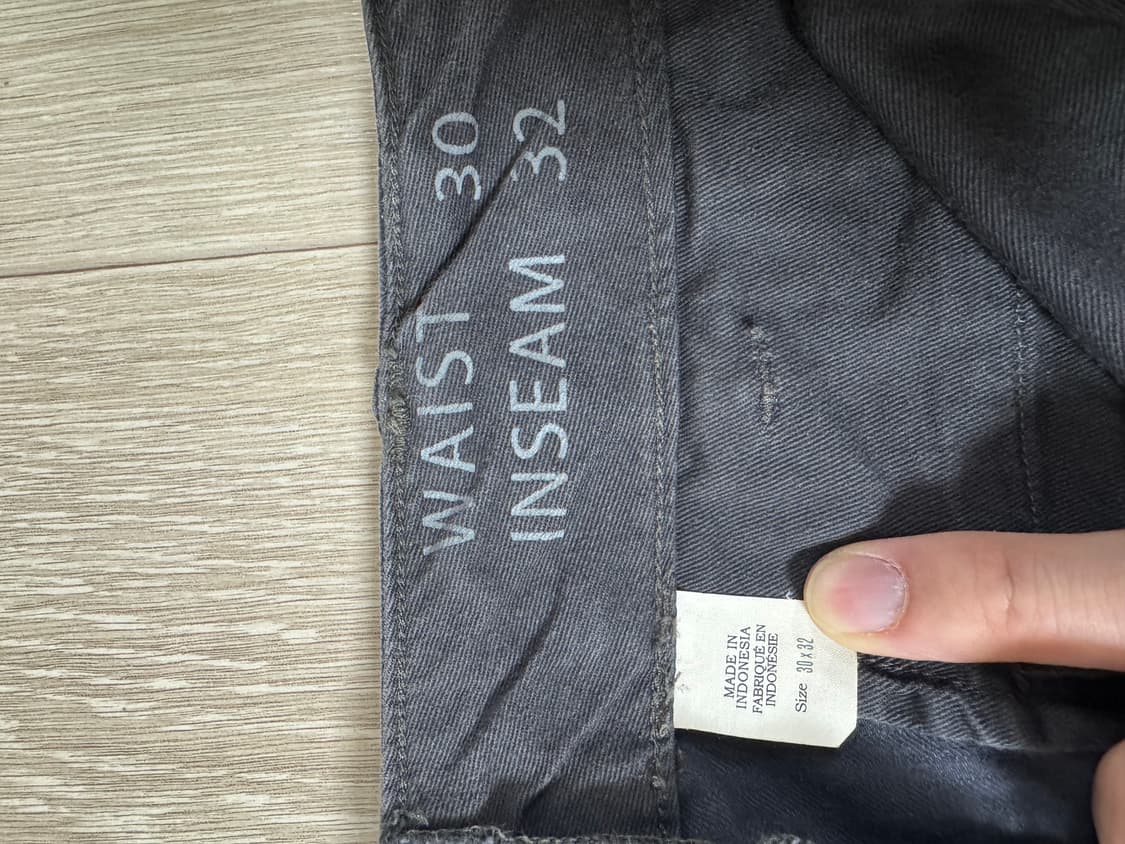 WAIST 30
INSEAM 32
MADE IN
INDONESIA
FABRIQUÉ EN
INDONÉSIE
Size 30 x 32